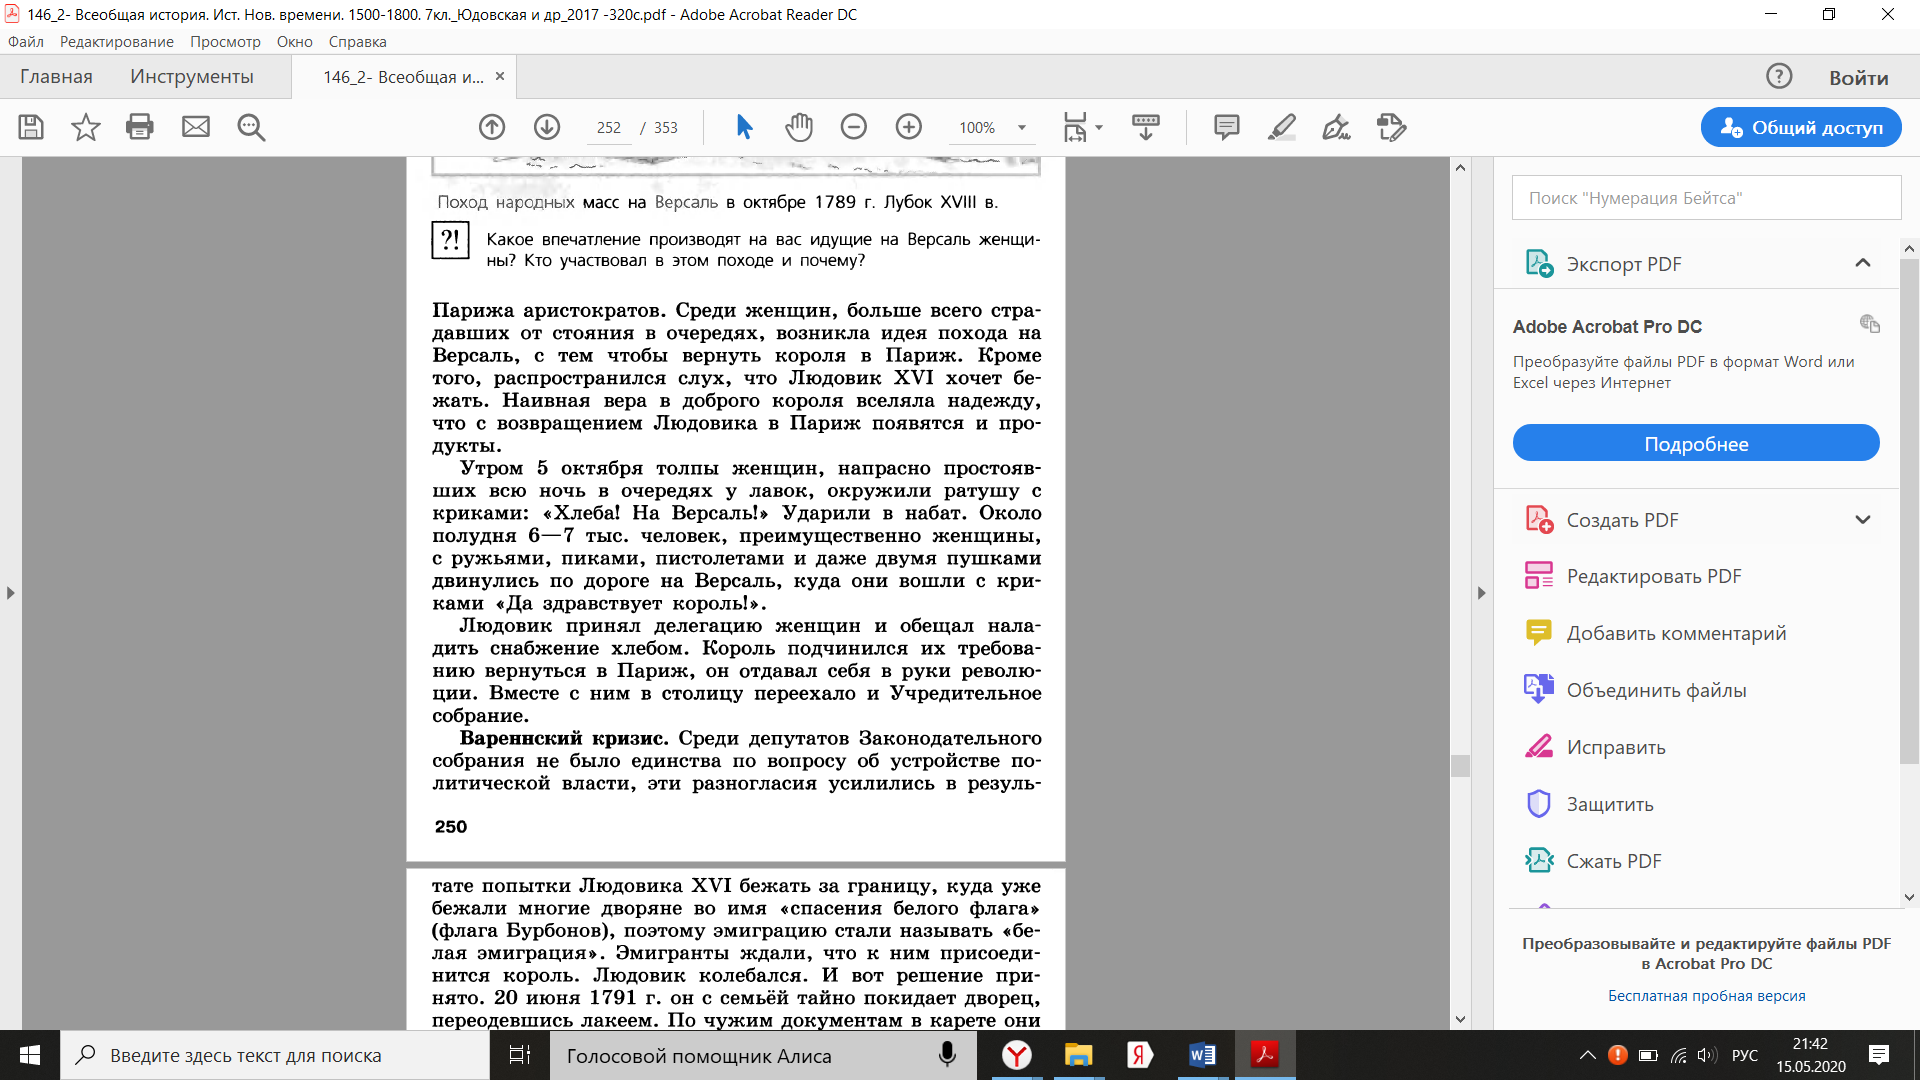 146_2- Всеобщая история. Ист. Нов. времени. 1500-1800. 7кл._Юдовская и др_2017 -320с.pdf - Adobe Acrobat Reader DC
Файл Редактирование Просмотр Окно Справка
Главная Инструменты 146_2- Всеобщая и... × Войти
252 / 353 100% Общий доступ
Поход народных масс на Версаль в октябре 1789 г. Лубок XVIII в.
?! Какое впечатление производят на вас идущие на Версаль женщи-
ны? Кто участвовал в этом походе и почему?
Парижа аристократов. Среди женщин, больше всего стра-
давших от стояния в очередях, возникла идея похода на
Версаль, с тем чтобы вернуть короля в Париж. Кроме
того, распространился слух, что Людовик XVI хочет бе-
жать. Наивная вера в доброго короля вселяла надежду,
что с возвращением Людовика в Париж появятся и про-
дукты.
Утром 5 октября толпы женщин, напрасно простояв-
ших всю ночь в очередях у лавок, окружили ратушу с
криками: «Хлеба! На Версаль!» Ударили в набат. Около
полудня 6—7 тыс. человек, преимущественно женщины,
с ружьями, пиками, пистолетами и даже двумя пушками
двинулись по дороге на Версаль, куда они вошли с кри-
ками «Да здравствует король!».
Людовик принял делегацию женщин и обещал нала-
дить снабжение хлебом. Король подчинился их требова-
нию вернуться в Париж, он отдавал себя в руки револю-
ции. Вместе с ним в столицу переехало и Учредительное
собрание.
Вареннский кризис. Среди депутатов Законодательного
собрания не было единства по вопросу об устройстве по-
литической власти, эти разногласия усилились в резуль-
250
тате попытки Людовика XVI бежать за границу, куда уже
бежали многие дворяне во имя «спасения белого флага»
(флага Бурбонов), поэтому эмиграцию стали называть «бе-
лая эмиграция». Эмигранты ждали, что к ним присоеди-
нится король. Людовик колебался. И вот решение при-
нято. 20 июня 1791 г. он с семьёй тайно покидает дворец,
переодевшись лакеем. По чужим документам в карете они
Поиск "Нумерация Бейтса"
Экспорт PDF
Adobe Acrobat Pro DC
Преобразуйте файлы PDF в формат Word или
Excel через Интернет
Подробнее
Создать PDF
Редактировать PDF
Добавить комментарий
Объединить файлы
Исправить
Защитить
Сжать PDF
Преобразовывайте и редактируйте файлы PDF
в Acrobat Pro DC
Бесплатная пробная версия
Введите здесь текст для поиска
Голосовой помощник Алиса
РУС
21:42
15.05.2020